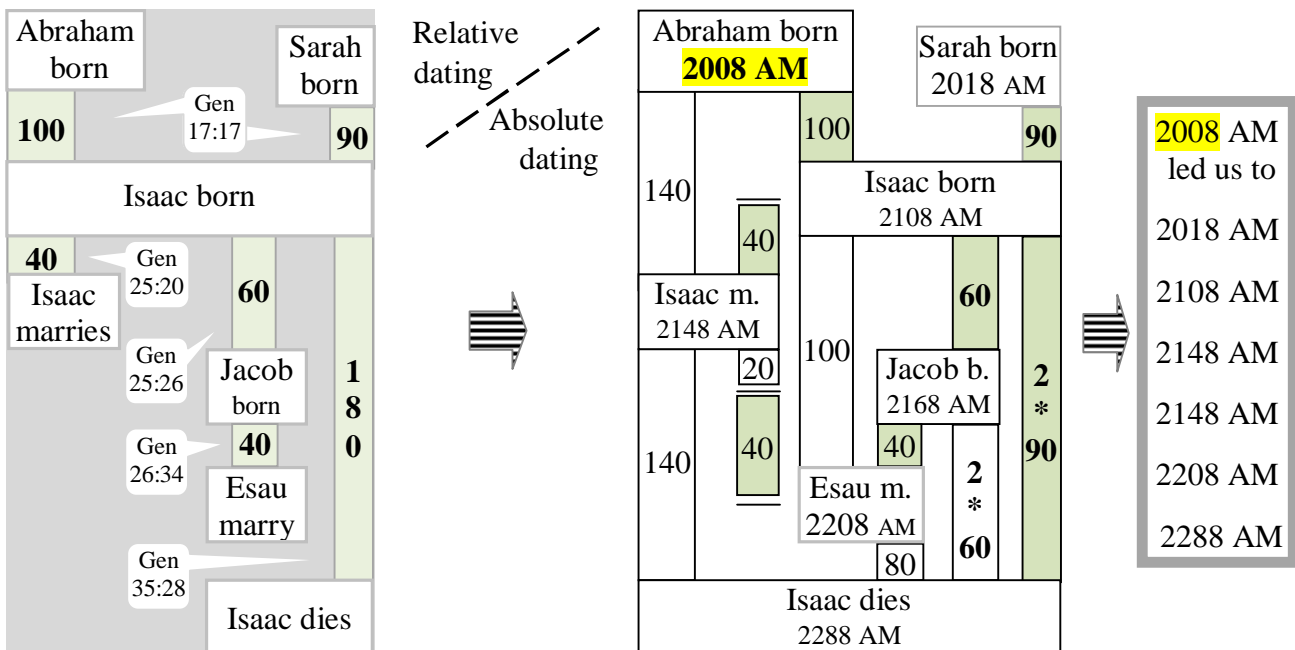 Abraham
born
Sarah
born
100
Gen
17:17
90
Isaac born
40
Gen
25:20
Isaac
marries
60
Gen
25:26
Jacob
born
1
8
0
Gen
26:34
40
Esau
marry
Gen
35:28
Isaac dies
Relative
dating
Absolute
dating
Abraham born
2008 AM
Sarah born
2018 AM
100
90
140
Isaac born
2108 AM
40
Isaac m.
2148 AM
60
20
100
Jacob b.
2168 AM
2
*
90
40
140
40
Esau m.
2208 AM
2
*
60
80
Isaac dies
2288 AM
2008 AM
led us to
2018 AM
2108 AM
2148 AM
2148 AM
2208 AM
2288 AM